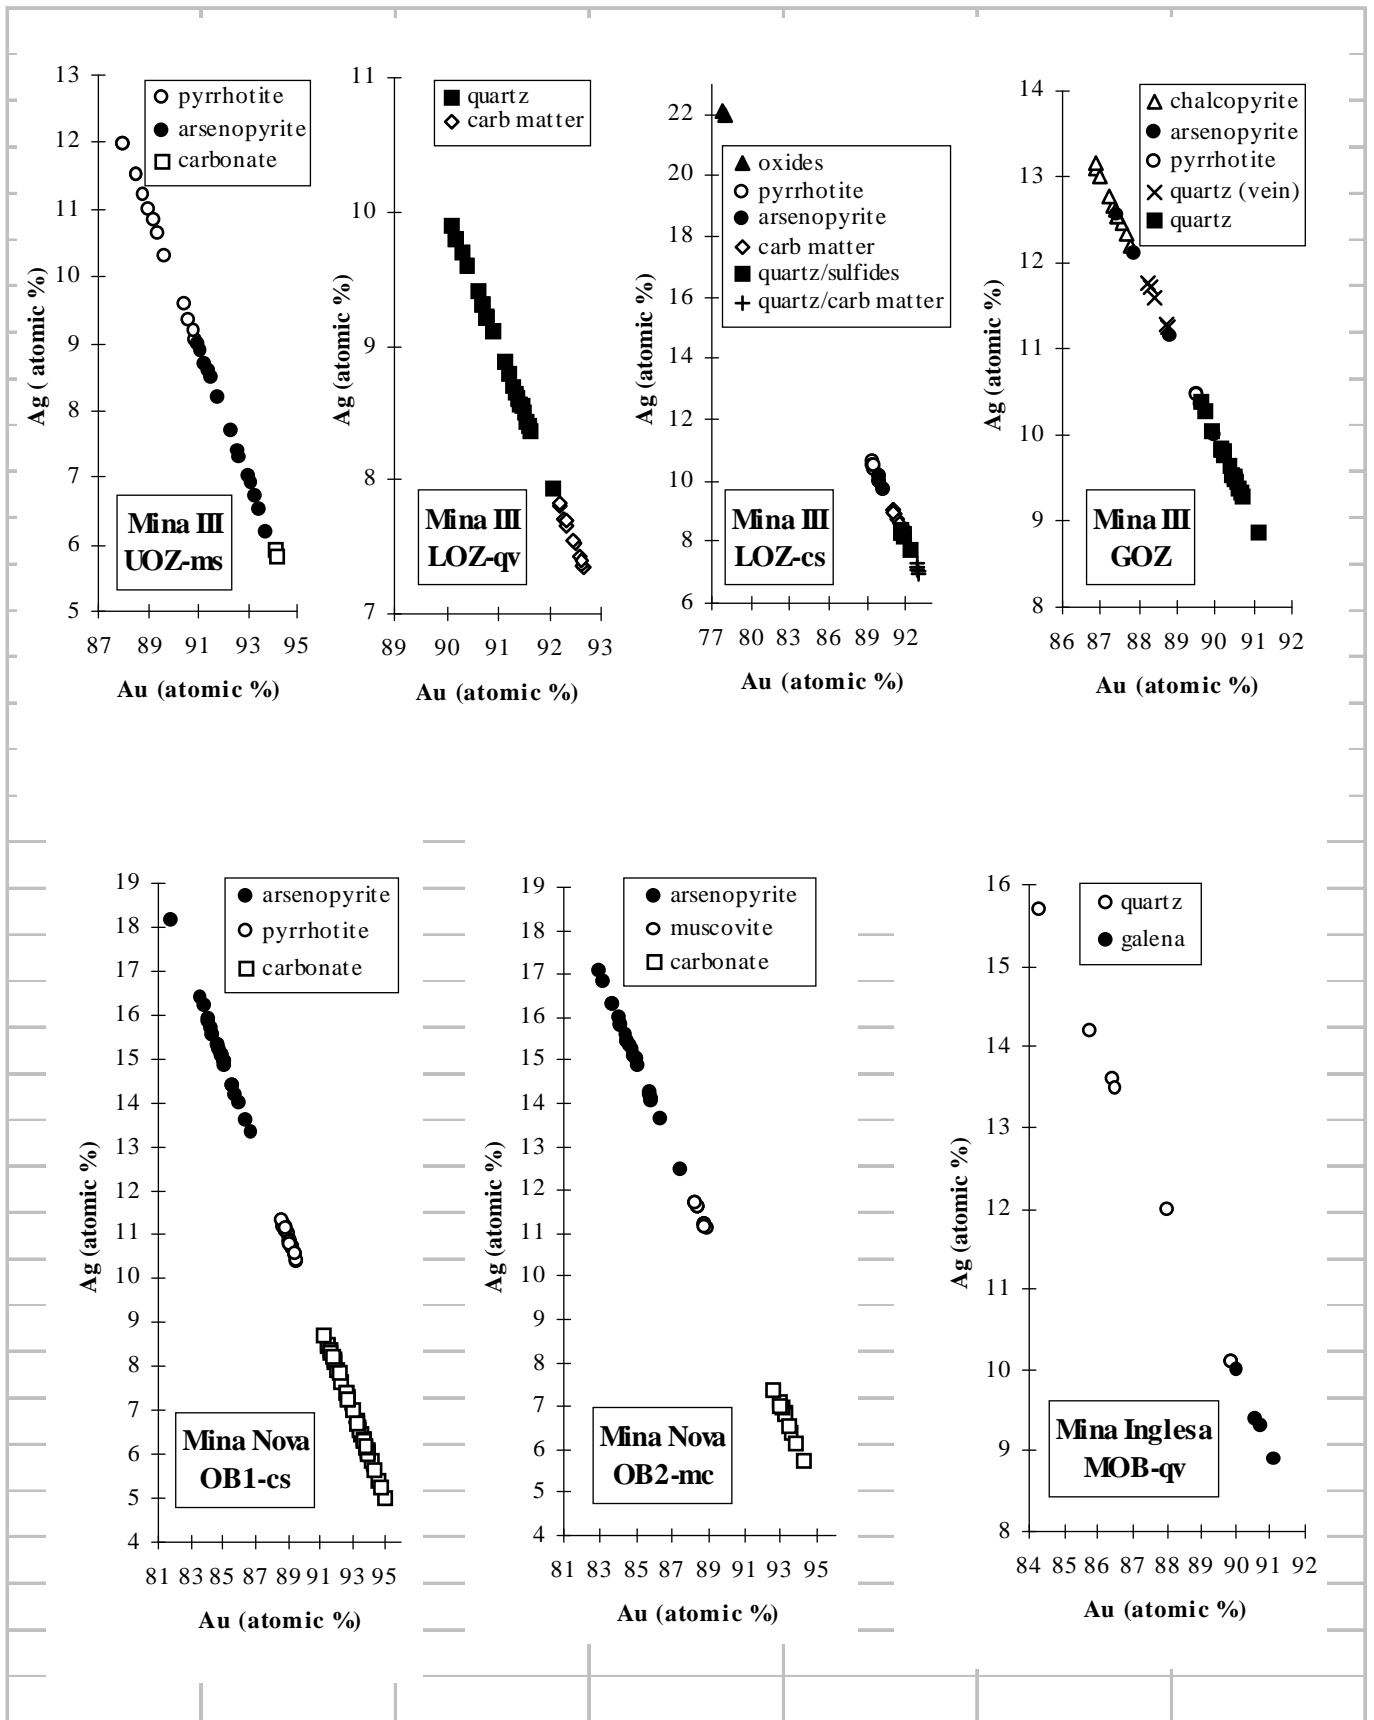 13
12
11
10
9
8
7
6
5
87 89 91 93 95
Ag ( atomic %)
Au (atomic %)
pyrrhotite
arsenopyrite
carbonate
Mina III
UOZ-ms
11
10
9
8
7
89 90 91 92 93
Ag (atomic %)
Au (atomic %)
quartz
carb matter
Mina III
LOZ-qv
22
20
18
16
14
12
10
8
6
77 80 83 86 89 92
Ag (atomic %)
Au (atomic %)
oxides
pyrrhotite
arsenopyrite
carb matter
quartz/sulfides
quartz/carb matter
Mina III
LOZ-cs
14
13
12
11
10
9
8
86 87 88 89 90 91 92
Ag (atomic %)
Au (atomic %)
chalcopyrite
arsenopyrite
pyrrhotite
quartz (vein)
quartz
Mina III
GOZ
19
18
17
16
15
14
13
12
11
10
9
8
7
6
5
4
81 83 85 87 89 91 93 95
Ag (atomic %)
Au (atomic %)
arsenopyrite
pyrrhotite
carbonate
Mina Nova
OB1-cs
19
18
17
16
15
14
13
12
11
10
9
8
7
6
5
4
81 83 85 87 89 91 93 95
Ag (atomic %)
Au (atomic %)
arsenopyrite
muscovite
carbonate
Mina Nova
OB2-mc
16
15
14
13
12
11
10
9
8
84 85 86 87 88 89 90 91 92
Ag (atomic %)
Au (atomic %)
quartz
galena
Mina Inglesa
MOB-qv